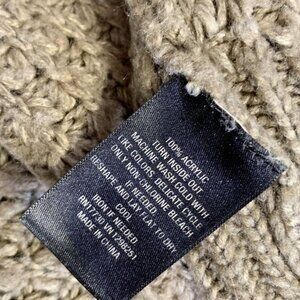 100% ACRYLIC
TURN INSIDE OUT.
MACHINE WASH COLD WITH
LIKE COLORS, DELICATE CYCLE
ONLY NON-CHLORINE BLEACH
IF NEEDED.
RESHAPE AND LAY FLAT TO DRY
COOL
IRON IF NEEDED.
MADE IN CHINA